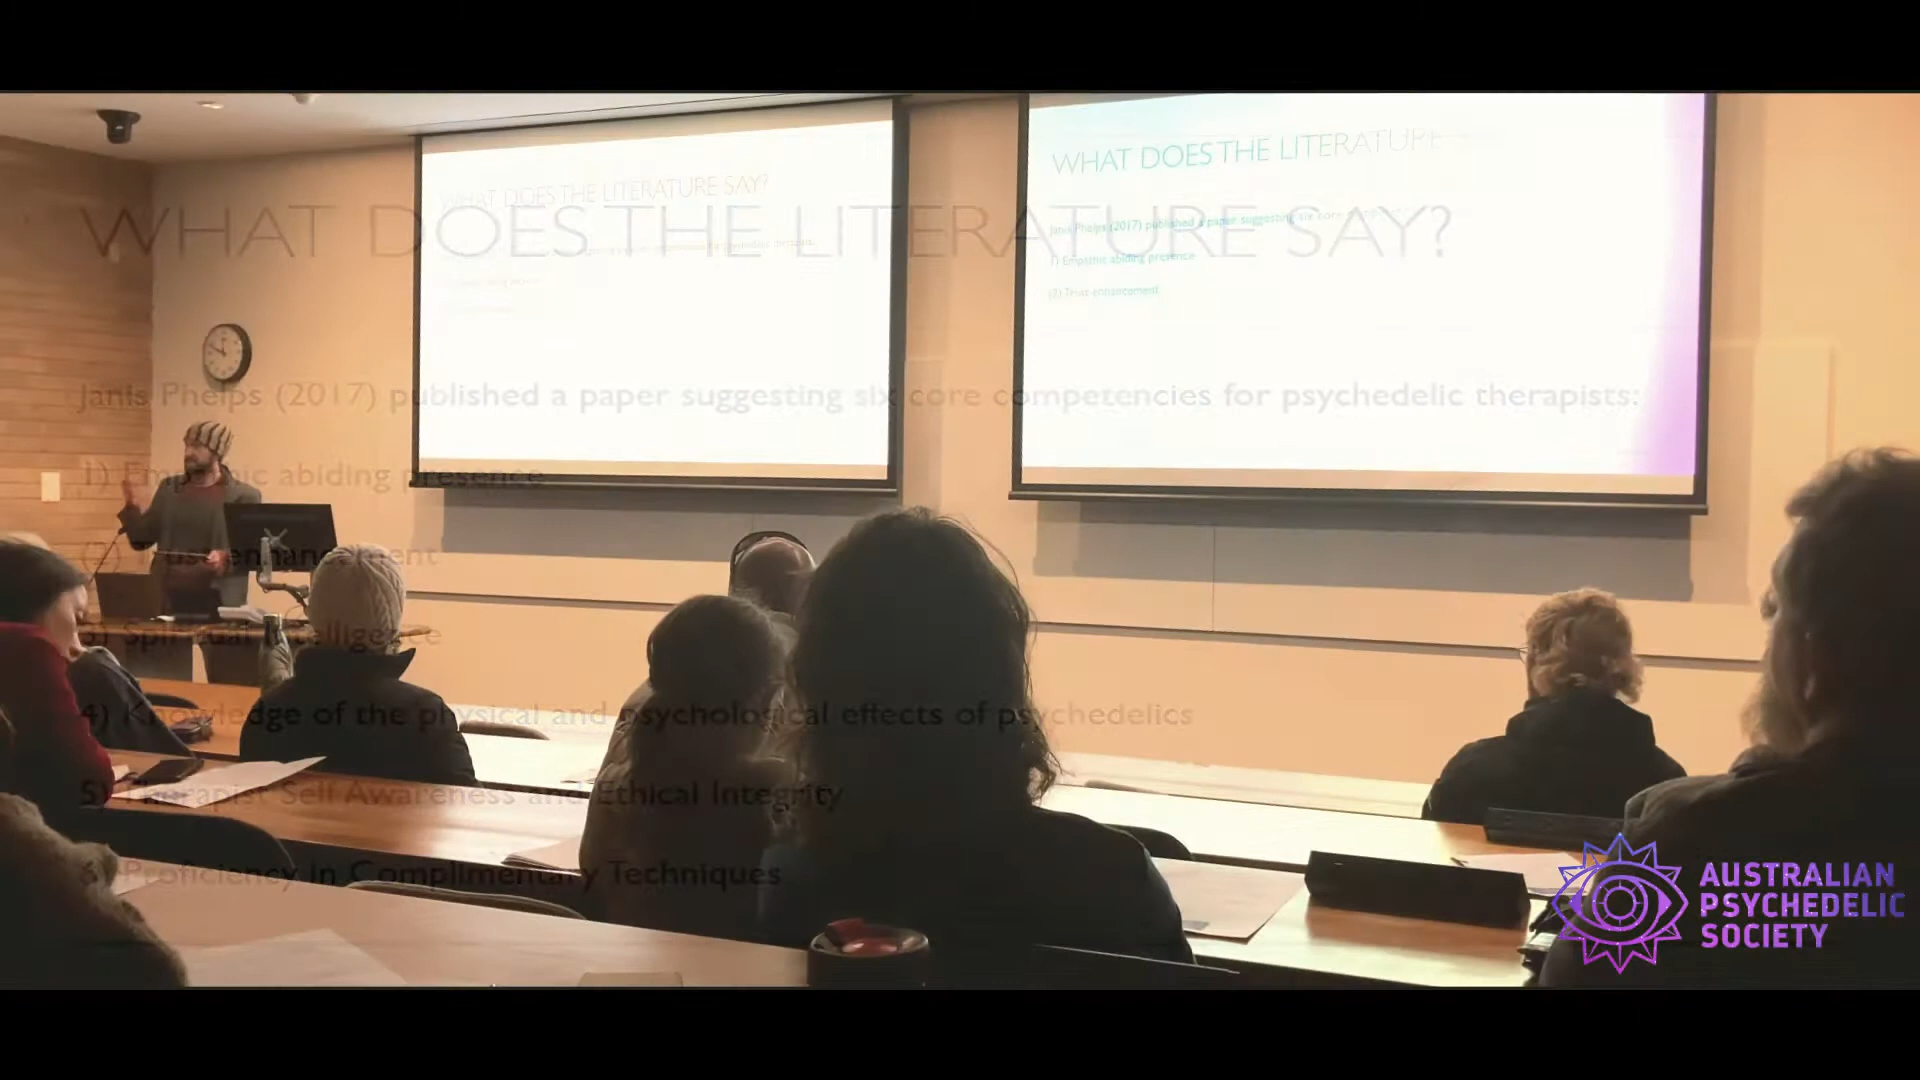 WHAT DOES THE LITERATURE SAY?
WHAT DOES THE LITERATURE
WHAT DOES THE LITERATURE SAY?
Janis Phelps (2017) published a paper suggesting six core
1) Empathic abiding presence
(2) Trust enhancement
Janis Phelps (2017) published a paper suggesting six core competencies for psychedelic therapists:
1) Empathic abiding presence
(2) Trust enhancement
3) Spiritual Intelligence
4) Knowledge of the physical and psychological effects of psychedelics
5) Therapist Self Awareness and Ethical Integrity
6) Proficiency in Complimentary Techniques
AUSTRALIAN
PSYCHEDELIC
SOCIETY